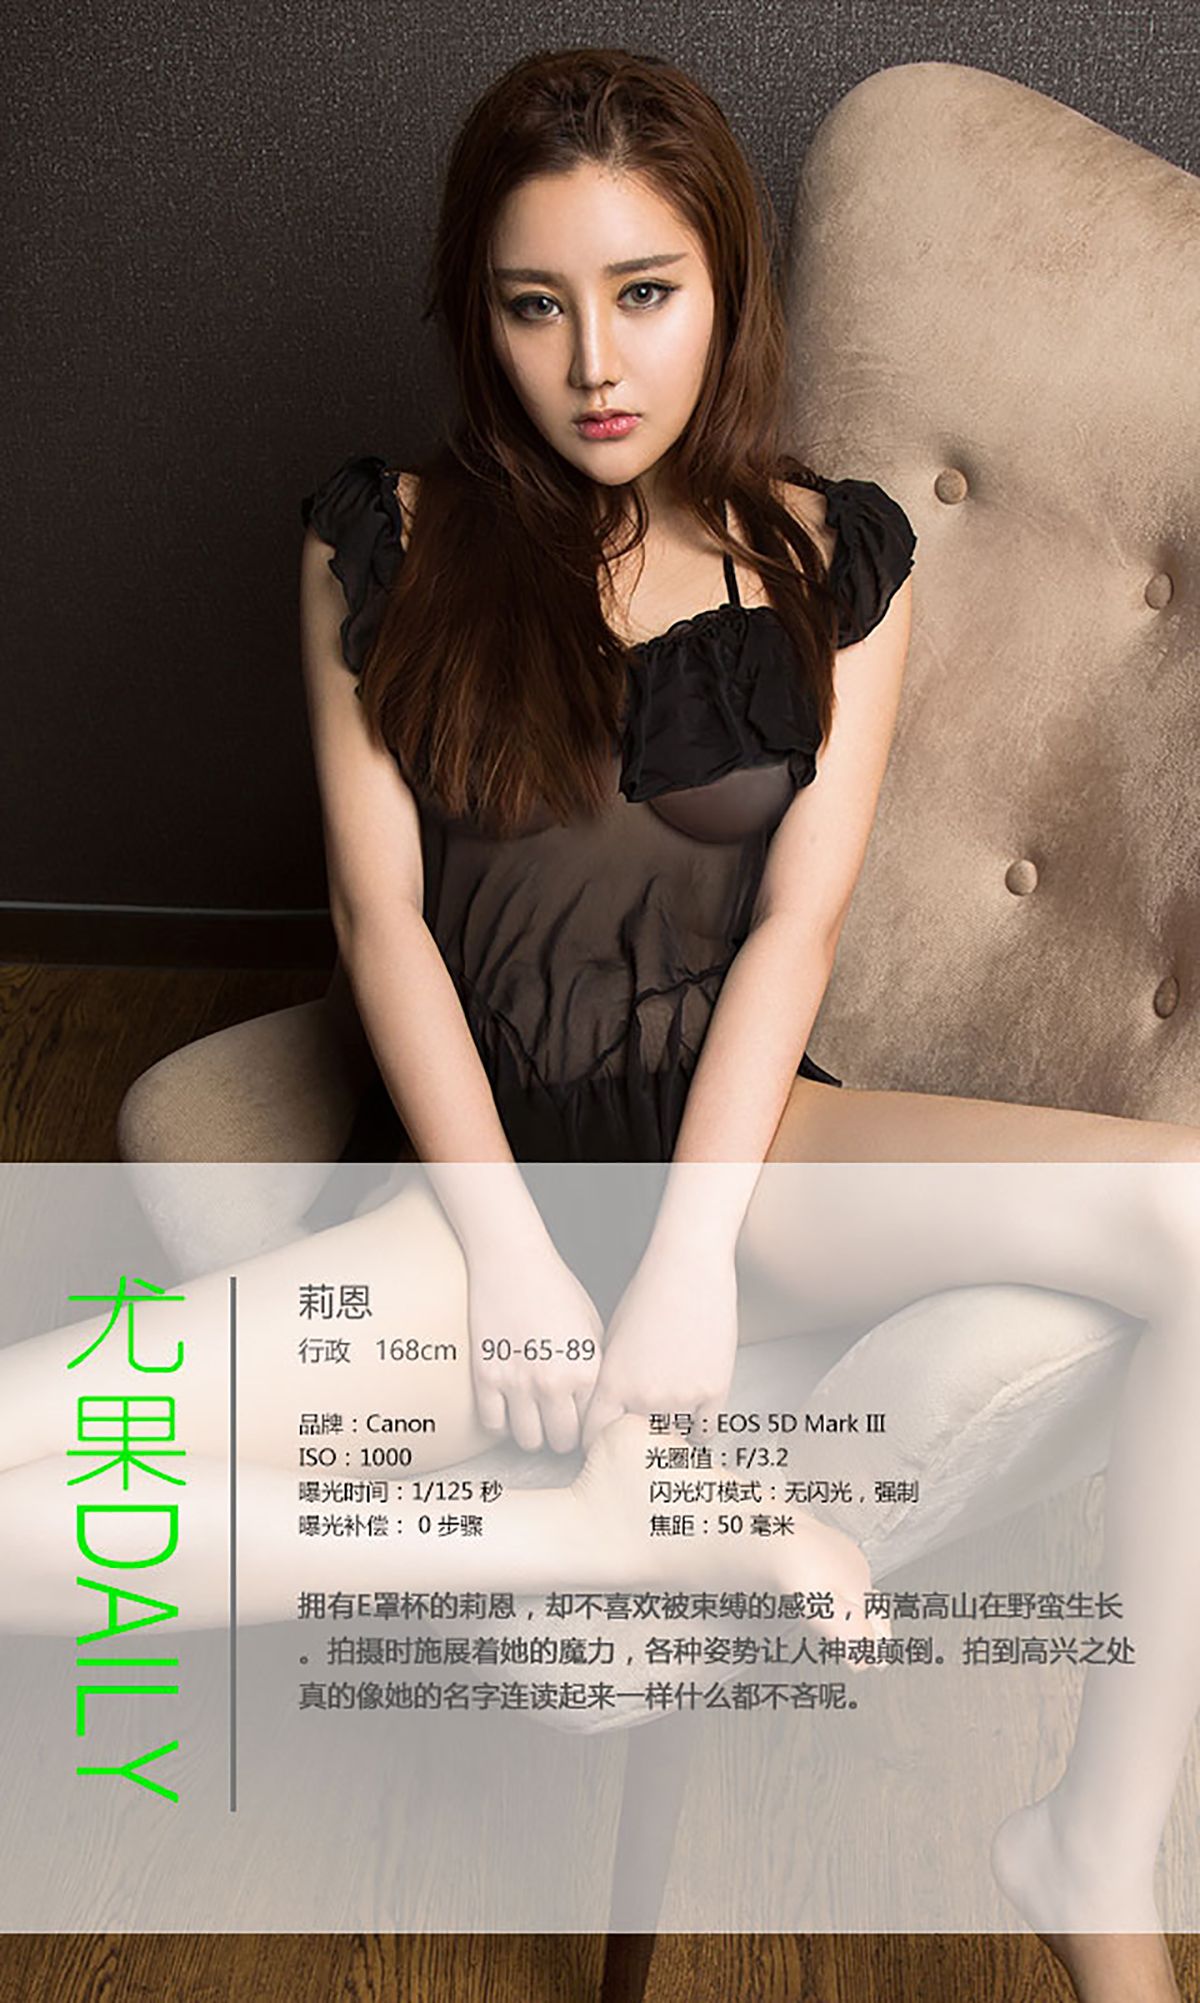 尤果DAILY
莉恩
行政 168cm 90-65-89
品牌：Canon 型号：EOS 5D Mark III
ISO：1000 光圈值：F/3.2
曝光时间：1/125 秒 闪光灯模式：无闪光，强制
曝光补偿： 0 步骤 焦距：50 毫米
拥有E罩杯的莉恩，却不喜欢被束缚的感觉，两嵩高山在野蛮生长
。拍摄时施展着她的魔力，各种姿势让人神魂颠倒。拍到高兴之处
真的像她的名字连读起来一样什么都不吝呢。